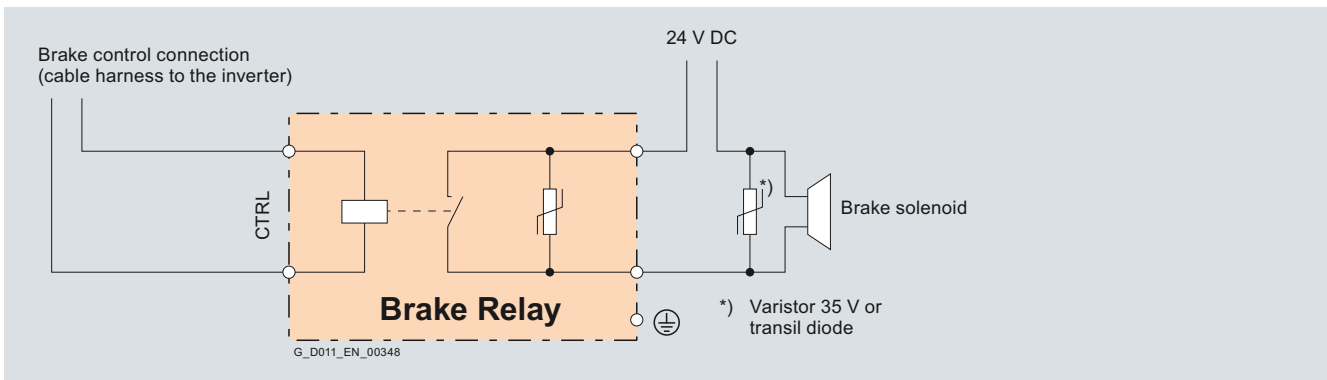 24 V DC
Brake control connection
(cable harness to the inverter)
CTRL
*)
Brake solenoid
Brake Relay
*) Varistor 35 V or
transil diode
G_D011_EN_00348